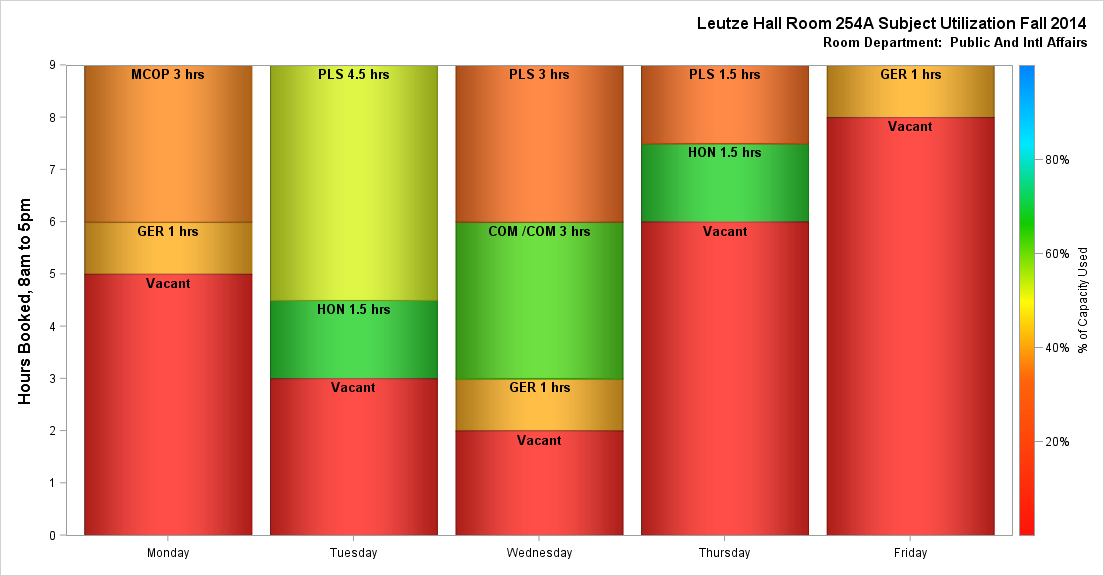 Leutze Hall Room 254A Subject Utilization Fall 2014
Room Department:  Public And Intl Affairs
Hours Booked, 8am to 5pm
9
8
7
6
5
4
3
2
1
0
MCOP 3 hrs
GER 1 hrs
Vacant
PLS 4.5 hrs
HON 1.5 hrs
Vacant
PLS 3 hrs
COM /COM 3 hrs
GER 1 hrs
Vacant
PLS 1.5 hrs
HON 1.5 hrs
Vacant
GER 1 hrs
Vacant
Monday
Tuesday
Wednesday
Thursday
Friday
80%
60%
40%
20%
% of Capacity Used